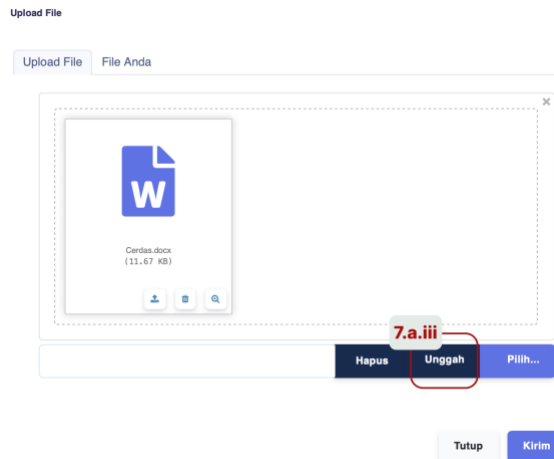 Upload File
Upload File File Anda
×
W
Cerdas.docx
(11.67 KB)
7.a.iii
Hapus Unggah Pilih...
Tutup Kirim